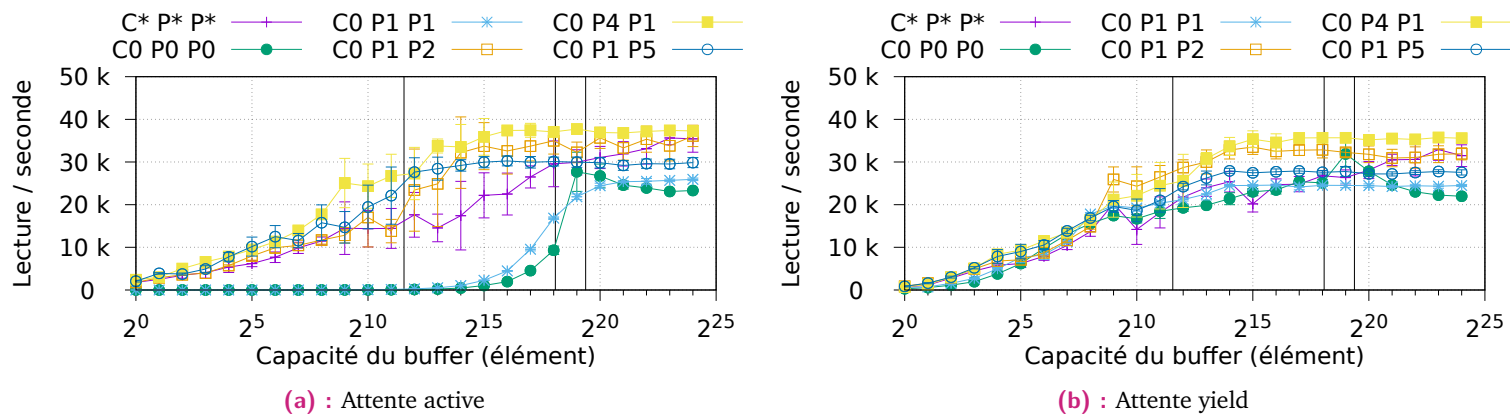 C* P* P* C0 P1 P1 C0 P4 P1
C0 P0 P0 C0 P1 P2 C0 P1 P5
Lecture / seconde
50 k
40 k
30 k
20 k
10 k
0
2^0 2^5 2^10 2^15 2^20 2^25
Capacité du buffer (élément)
(a) : Attente active
C* P* P* C0 P1 P1 C0 P4 P1
C0 P0 P0 C0 P1 P2 C0 P1 P5
Lecture / seconde
50 k
40 k
30 k
20 k
10 k
0
2^0 2^5 2^10 2^15 2^20 2^25
Capacité du buffer (élément)
(b) : Attente yield